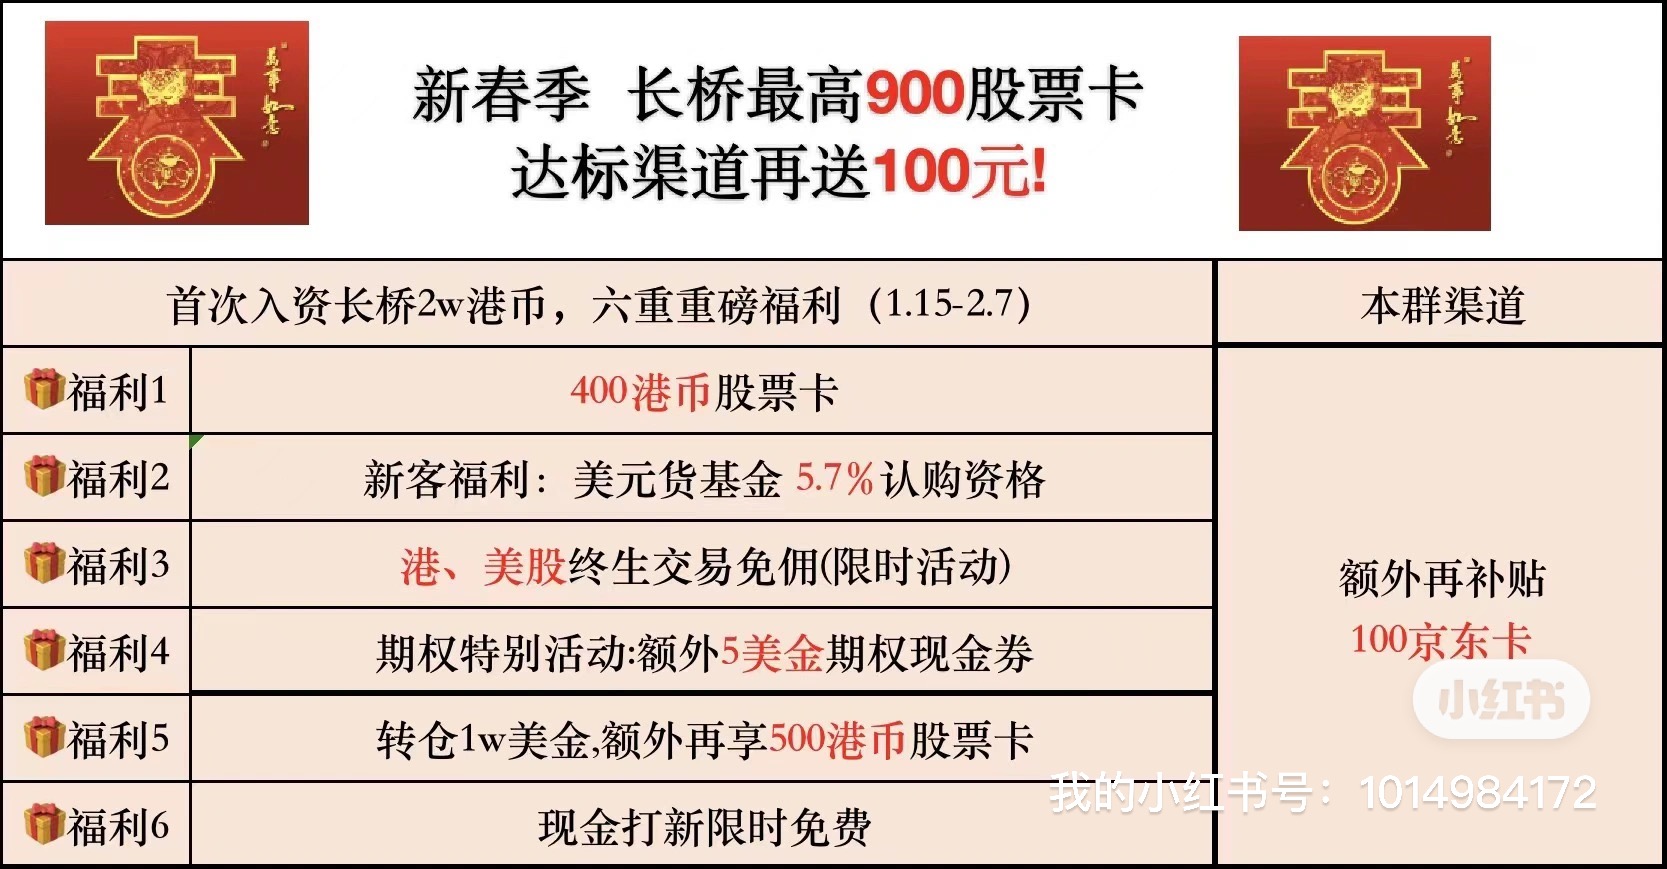 新春季 长桥最高900股票卡
达标渠道再送100元!
萬事如意
萬事如意
首次入资长桥2w港币，六重重磅福利（1.15-2.7）
本群渠道
福利1
400港币股票卡
福利2
新客福利：美元货基金 5.7%认购资格
福利3
港、美股终生交易免佣(限时活动)
福利4
期权特别活动:额外5美金期权现金券
福利5
转仓1w美金,额外再享500港币股票卡
福利6
现金打新限时免费
额外再补贴
100京东卡
小红书
我的小红书号：1014984172